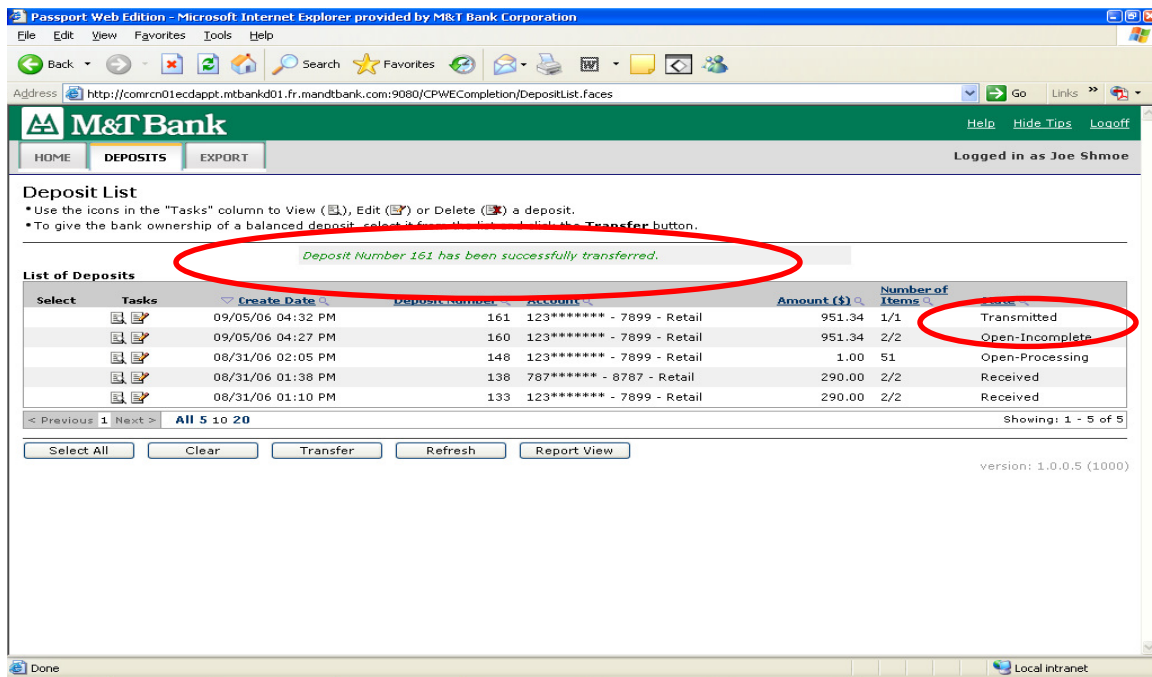 Passport Web Edition - Microsoft Internet Explorer provided by M&T Bank Corporation
File Edit View Favorites Tools Help
Back Search Favorites
Address http://comrcn01ecdappt.mtbankd01.fr.mandtbank.com:9080/CPWECompletion/DepositList.faces Go Links »
M&T Bank Help Hide Tips Logoff
HOME DEPOSITS EXPORT Logged in as Joe Shmoe
Deposit List
• Use the icons in the "Tasks" column to View (), Edit () or Delete () a deposit.
• To give the bank ownership of a balanced deposit, select it from the list and click the Transfer button.
Deposit Number 161 has been successfully transferred.
List of Deposits
Select Tasks Create Date Deposit Number Account Amount ($) Number of Items State
09/05/06 04:32 PM 161 123******* - 7899 - Retail 951.34 1/1 Transmitted
09/05/06 04:27 PM 160 123******* - 7899 - Retail 951.34 2/2 Open-Incomplete
08/31/06 02:05 PM 148 123******* - 7899 - Retail 1.00 51 Open-Processing
08/31/06 01:38 PM 138 787****** - 8787 - Retail 290.00 2/2 Received
08/31/06 01:10 PM 133 123******* - 7899 - Retail 290.00 2/2 Received
< Previous 1 Next > All 5 10 20 Showing: 1 - 5 of 5
Select All Clear Transfer Refresh Report View
version: 1.0.0.5 (1000)
Done Local intranet